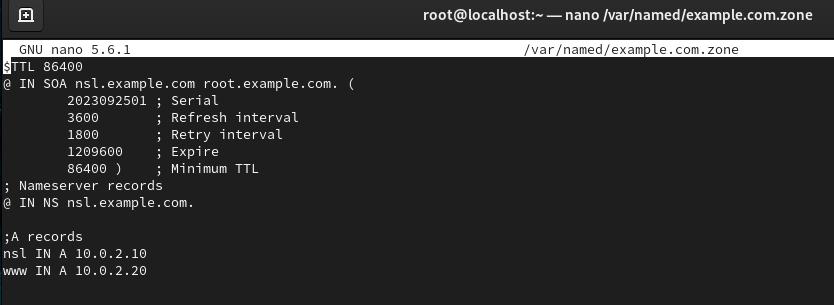 root@localhost:~ — nano /var/named/example.com.zone
GNU nano 5.6.1 /var/named/example.com.zone
$TTL 86400
@ IN SOA nsl.example.com root.example.com. (
2023092501 ; Serial
3600 ; Refresh interval
1800 ; Retry interval
1209600 ; Expire
86400 ) ; Minimum TTL
; Nameserver records
@ IN NS nsl.example.com.
;A records
nsl IN A 10.0.2.10
www IN A 10.0.2.20